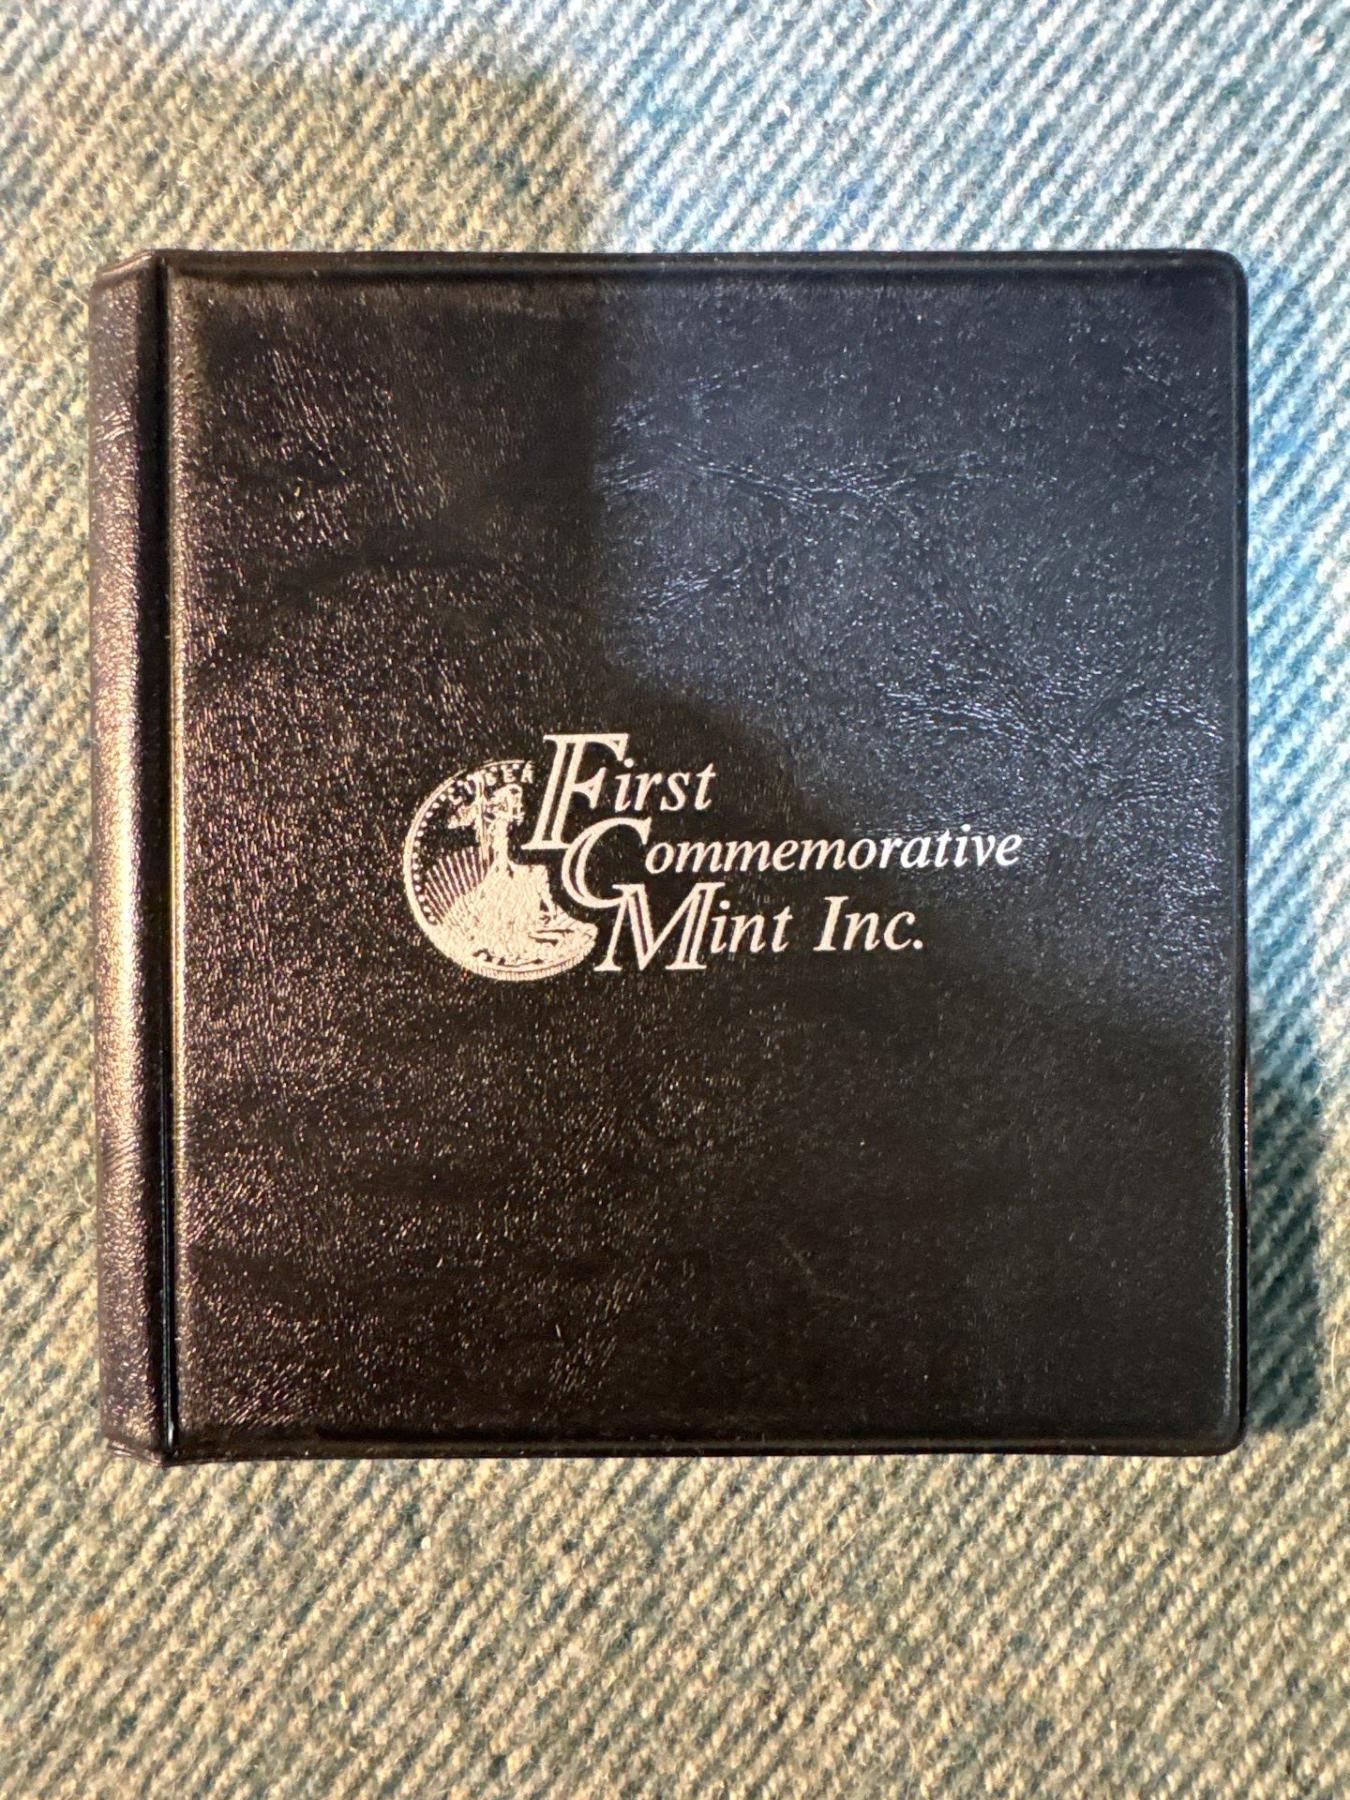 First
Commemorative
Mint Inc.